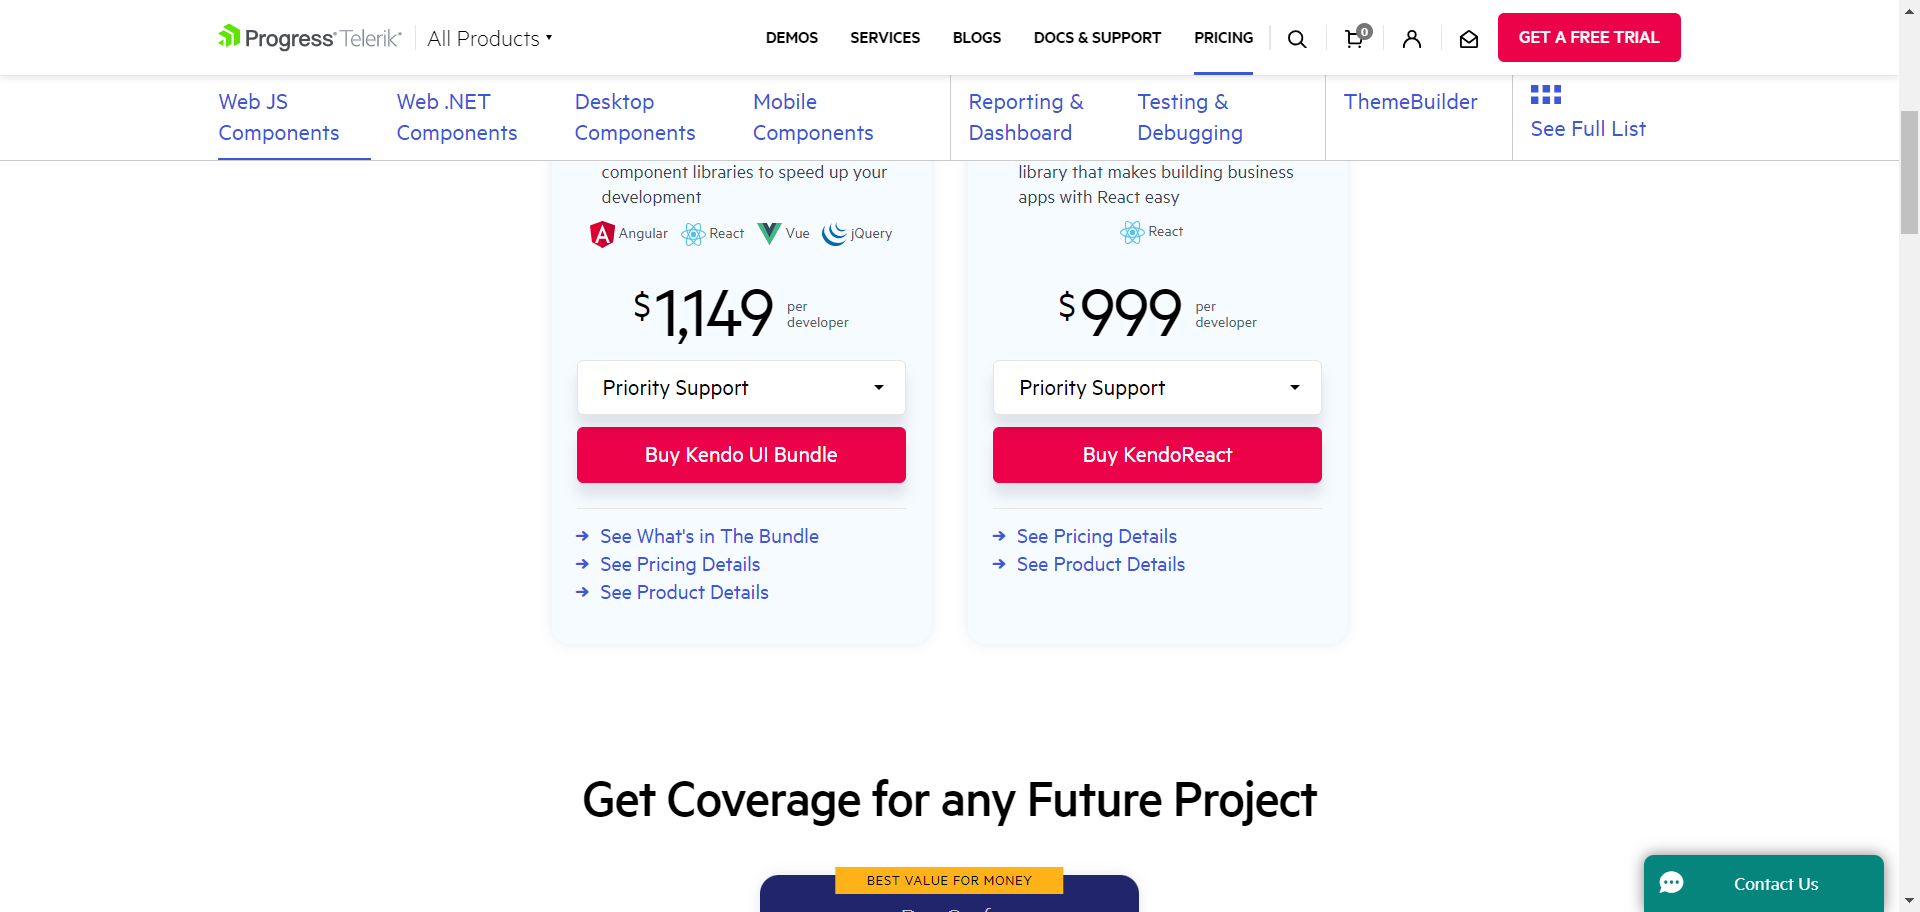 Progress Telerik
All Products
DEMOS
SERVICES
BLOGS
DOCS & SUPPORT
PRICING
0
GET A FREE TRIAL
Web JS
Components
Web .NET
Components
Desktop
Components
Mobile
Components
Reporting &
Dashboard
Testing &
Debugging
ThemeBuilder
See Full List
component libraries to speed up your
development
Angular
React
Vue
jQuery
$1,149 per
developer
Priority Support
Buy Kendo UI Bundle
See What's in The Bundle
See Pricing Details
See Product Details
library that makes building business
apps with React easy
React
$999 per
developer
Priority Support
Buy KendoReact
See Pricing Details
See Product Details
Get Coverage for any Future Project
BEST VALUE FOR MONEY
Contact Us